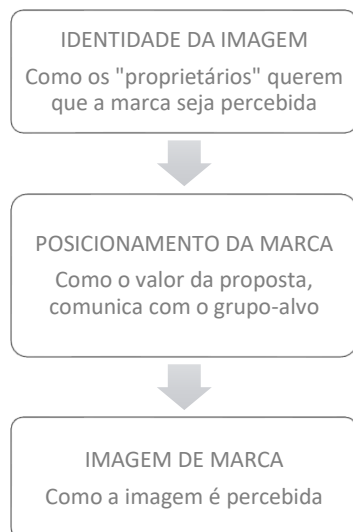 IDENTIDADE DA IMAGEM
Como os "proprietários" querem
que a marca seja percebida
POSICIONAMENTO DA MARCA
Como o valor da proposta,
comunica com o grupo-alvo
IMAGEM DE MARCA
Como a imagem é percebida